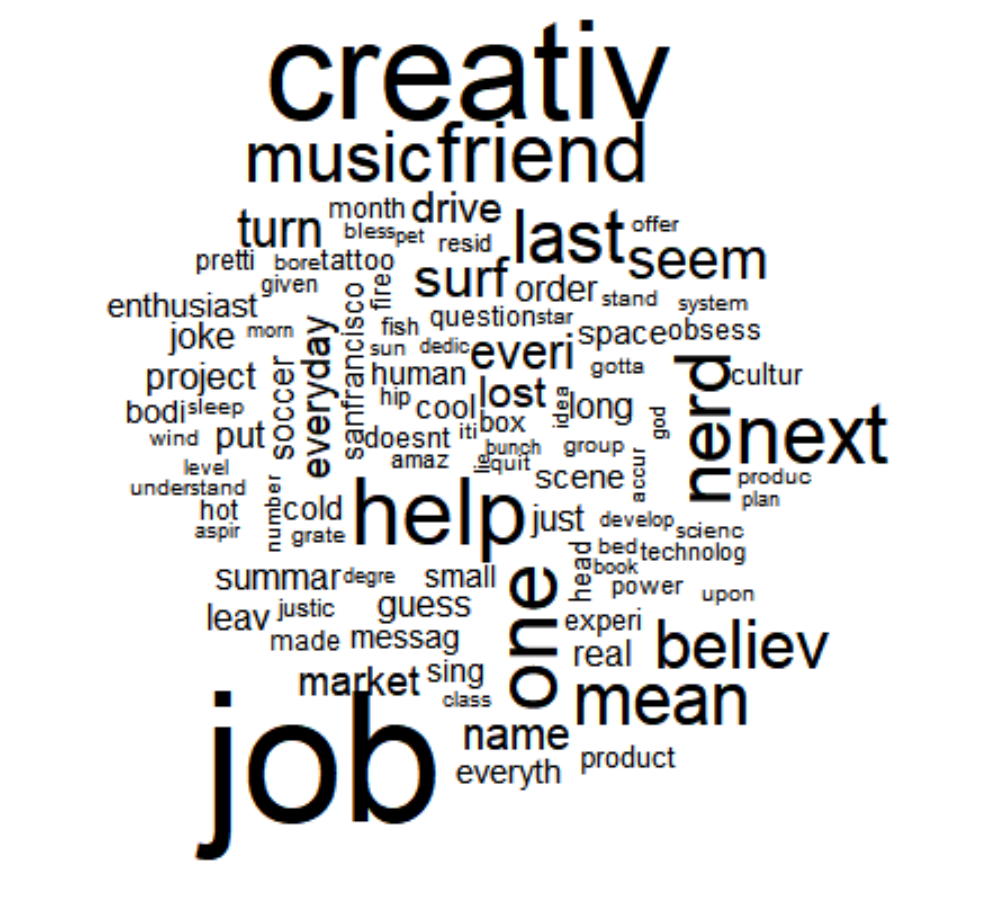 creativ
music friend
month drive
turn bless pet resid last offer
pretti bore tattoo surf seem
given fire order stand system
enthusiast sanfrancisco question star space obsess
joke morn everyday fish sun dedic everi gotta
project soccer human lost nerd cultur
bodi sleep hip cool box idea long god next
wind put doesnt iti bunch group
level amaz lie quit scene accur produc
understand plan
hot number cold help just develop scienc
aspir grate head bed technolog
book
summar degre small one power upon
leav justic guess experi
made messag real believ
market sing mean
class
job name product
everyth